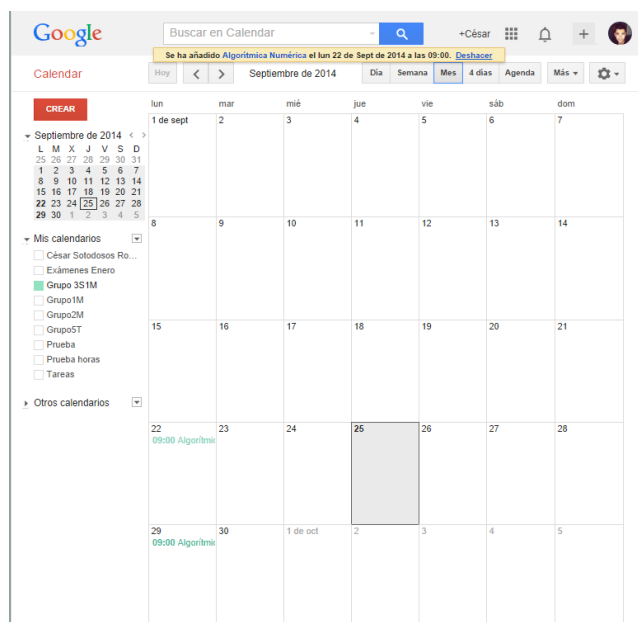 Google
Buscar en Calendar
+César
Se ha añadido Algorítmica Numérica el lun 22 de Sept de 2014 a las 09:00. Deshacer
Calendar
Hoy
Septiembre de 2014
Día Semana Mes 4 días Agenda
Más
CREAR
Septiembre de 2014
L M X J V S D
25 26 27 28 29 30 31
1 2 3 4 5 6 7
8 9 10 11 12 13 14
15 16 17 18 19 20 21
22 23 24 25 26 27 28
29 30 1 2 3 4 5
Mis calendarios
César Sotodosos Ro...
Exámenes Enero
Grupo 3S1M
Grupo1M
Grupo2M
Grupo5T
Prueba
Prueba horas
Tareas
Otros calendarios
lun mar mié jue vie sáb dom
1 de sept 2 3 4 5 6 7
8 9 10 11 12 13 14
15 16 17 18 19 20 21
22 23 24 25 26 27 28
09:00 Algorítmic
29 30 1 de oct 2 3 4 5
09:00 Algorítmic